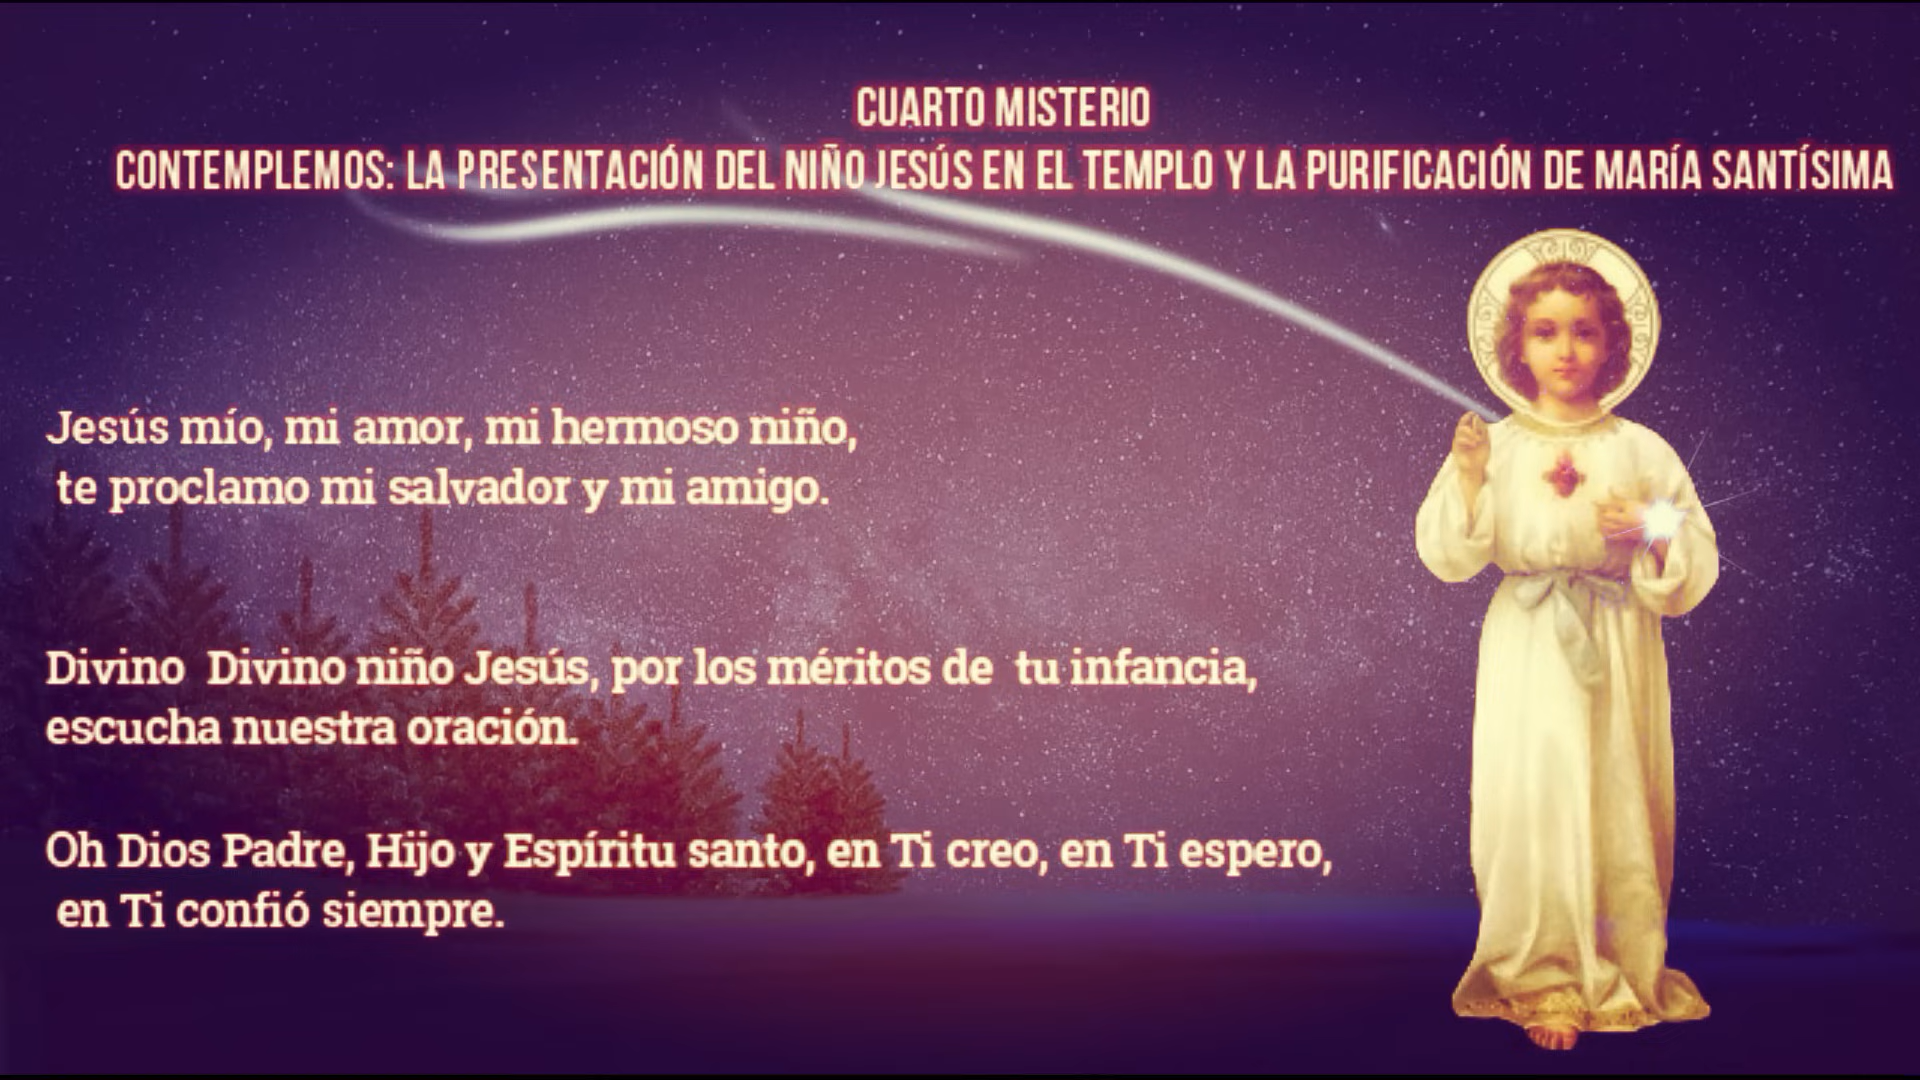 CUARTO MISTERIO
CONTEMPLEMOS: LA PRESENTACIÓN DEL NIÑO JESÚS EN EL TEMPLO Y LA PURIFICACIÓN DE MARÍA SANTÍSIMA
Jesús mío, mi amor, mi hermoso niño,
te proclamo mi salvador y mi amigo.
Divino Divino niño Jesús, por los méritos de tu infancia,
escucha nuestra oración.
Oh Dios Padre, Hijo y Espíritu santo, en Ti creo, en Ti espero,
en Ti confió siempre.